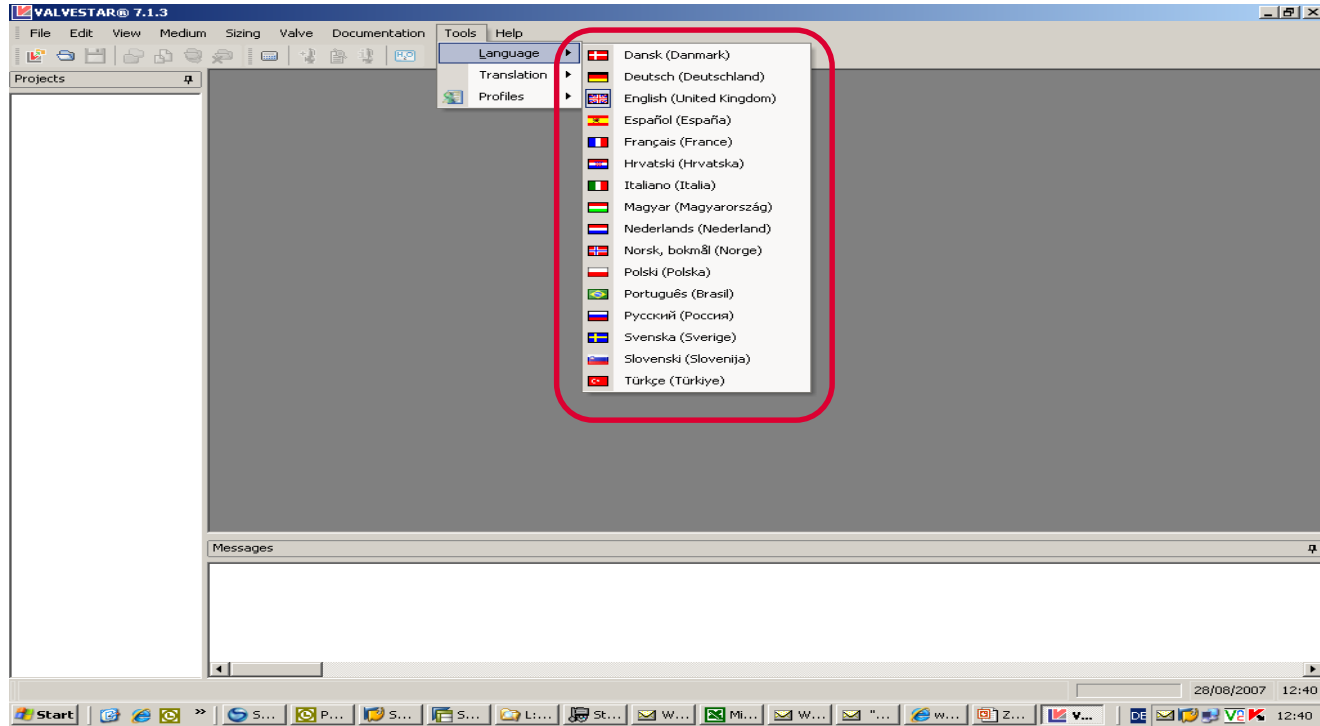 VALVESTAR® 7.1.3
File Edit View Medium Sizing Valve Documentation Tools Help
Projects
Language
Translation
Profiles
Dansk (Danmark)
Deutsch (Deutschland)
English (United Kingdom)
Español (España)
Français (France)
Hrvatski (Hrvatska)
Italiano (Italia)
Magyar (Magyarország)
Nederlands (Nederland)
Norsk, bokmål (Norge)
Polski (Polska)
Português (Brasil)
Русский (Россия)
Svenska (Sverige)
Slovenski (Slovenija)
Türkçe (Türkiye)
Messages
28/08/2007 12:40
Start » S... P... S... S... L:... St... W... Mi... W... "... w... Z... V... DE 12:40